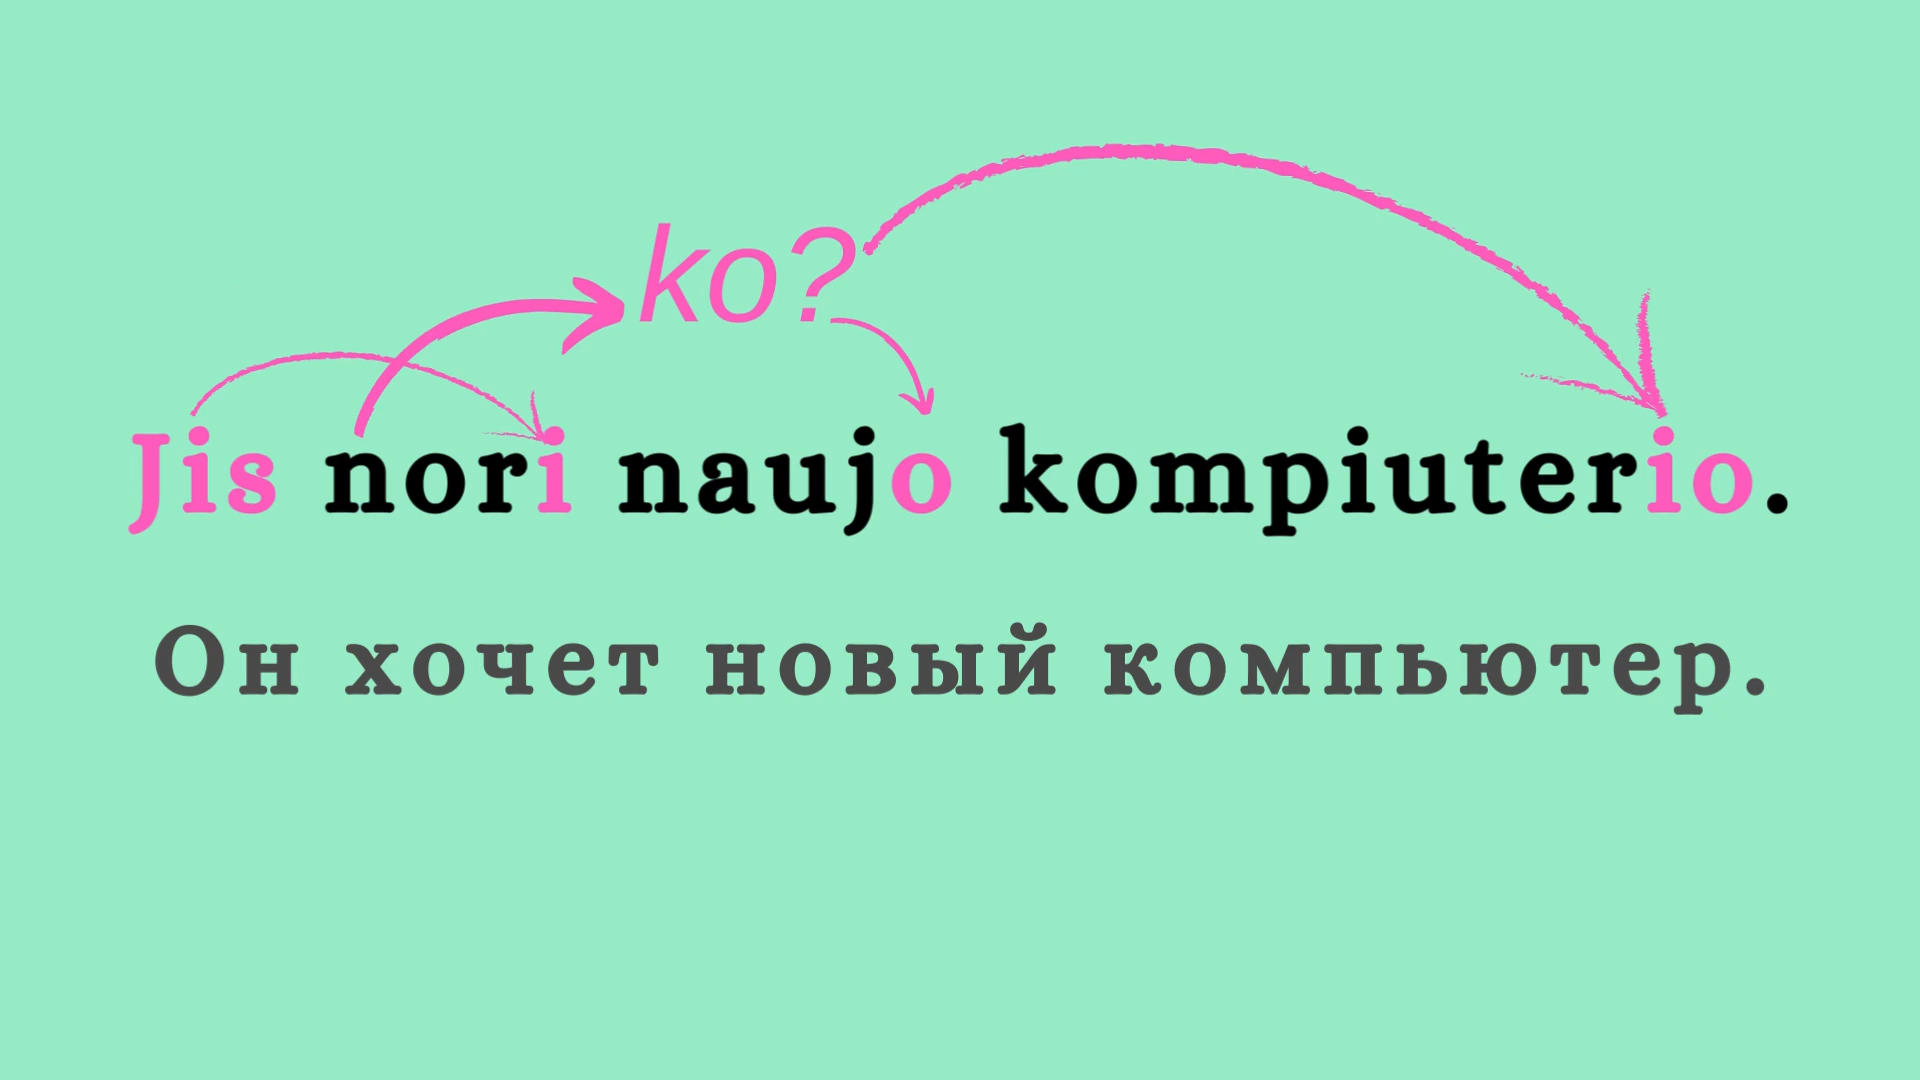 ko?
Jis nori naujo kompiuterio.
Он хочет новый компьютер.